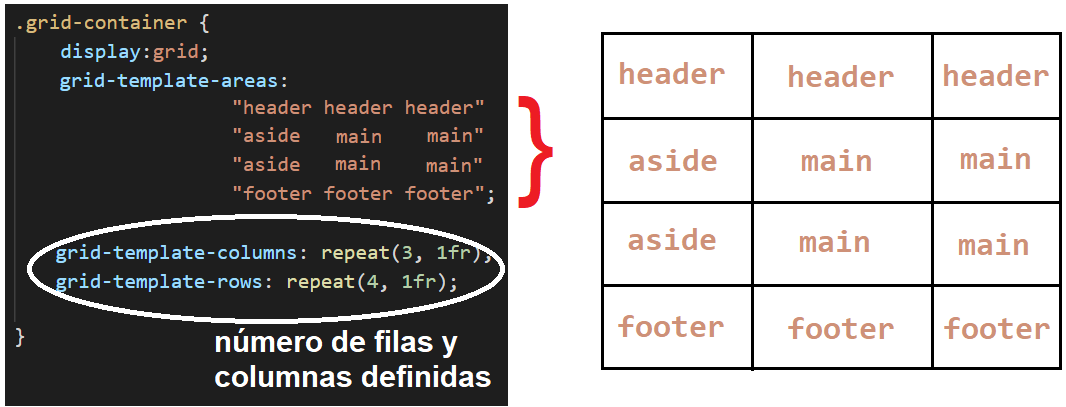 .grid-container {
display:grid;
grid-template-areas:
"header header header"
"aside main main"
"aside main main"
"footer footer footer";
grid-template-columns: repeat(3, 1fr);
grid-template-rows: repeat(4, 1fr);
}
número de filas y
columnas definidas
}
header header header
aside main main
aside main main
footer footer footer